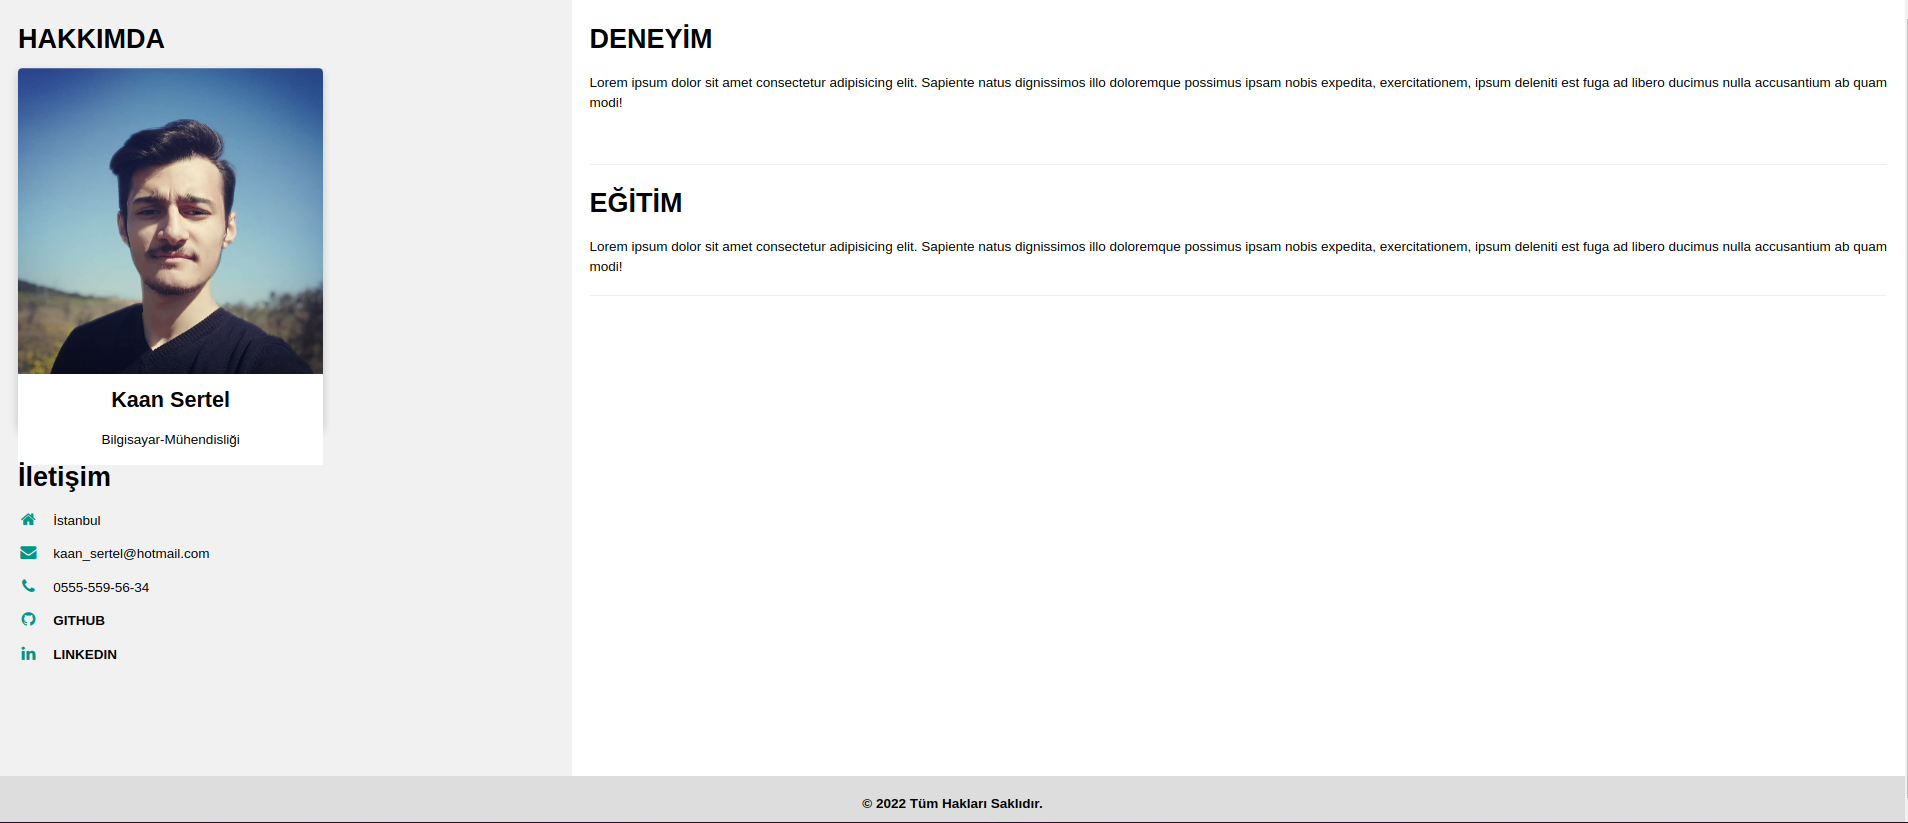 HAKKIMDA
Kaan Sertel
Bilgisayar-Mühendisliği
İletişim
İstanbul
kaan_sertel@hotmail.com
0555-559-56-34
GITHUB
LINKEDIN
DENEYİM
Lorem ipsum dolor sit amet consectetur adipisicing elit. Sapiente natus dignissimos illo doloremque possimus ipsam nobis expedita, exercitationem, ipsum deleniti est fuga ad libero ducimus nulla accusantium ab quam
modi!
EĞİTİM
Lorem ipsum dolor sit amet consectetur adipisicing elit. Sapiente natus dignissimos illo doloremque possimus ipsam nobis expedita, exercitationem, ipsum deleniti est fuga ad libero ducimus nulla accusantium ab quam
modi!
© 2022 Tüm Hakları Saklıdır.